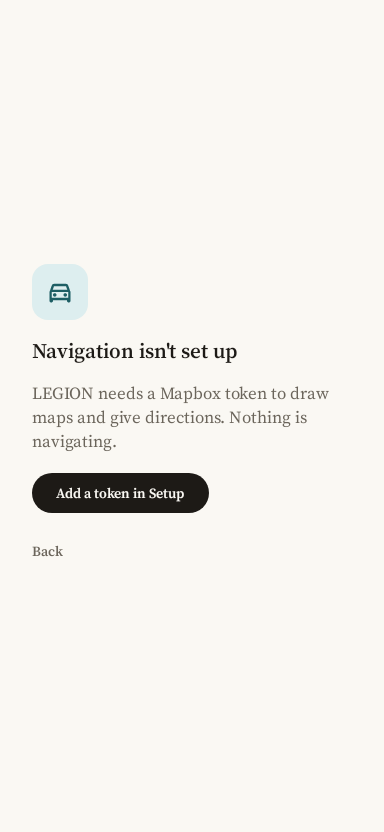 Navigation isn't set up
LEGION needs a Mapbox token to draw
maps and give directions. Nothing is
navigating.
Add a token in Setup
Back